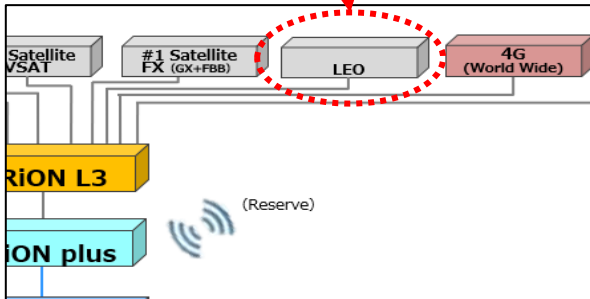 Satellite
VSAT
#1 Satellite
FX (GX+FBB)
LEO
4G
(World Wide)
RiON L3
(Reserve)
iON plus